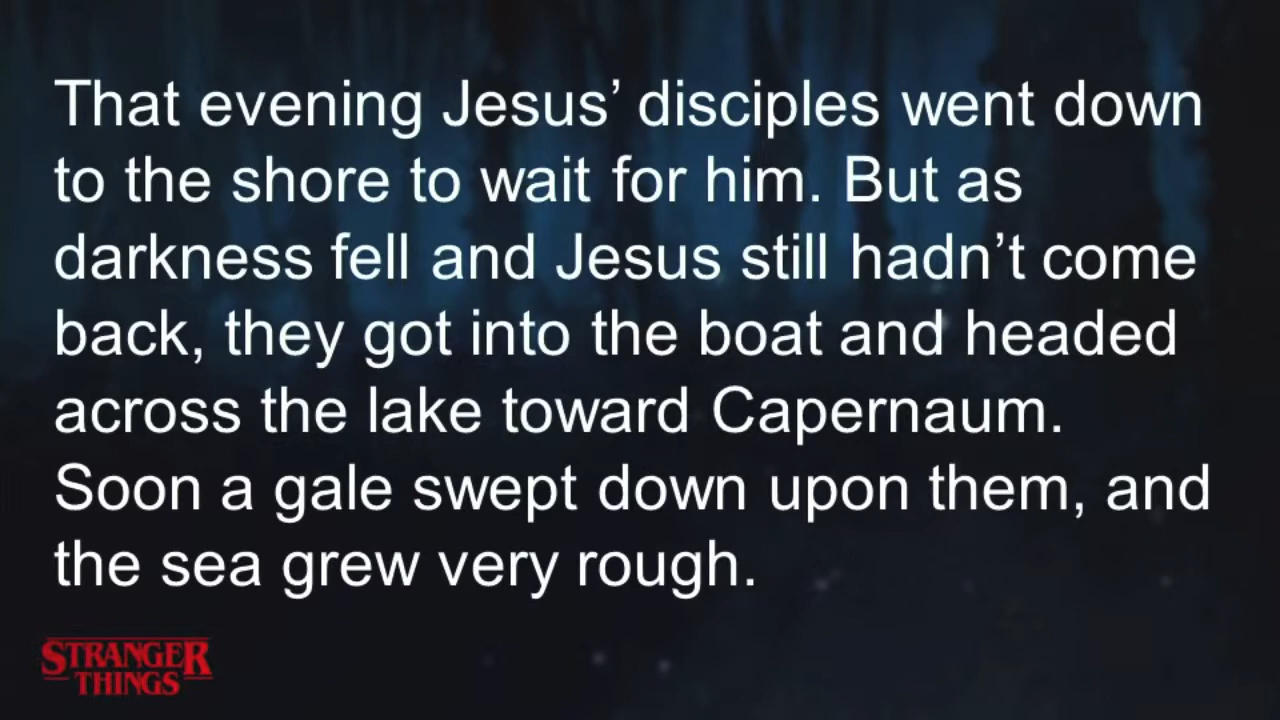 That evening Jesus’ disciples went down
to the shore to wait for him. But as
darkness fell and Jesus still hadn’t come
back, they got into the boat and headed
across the lake toward Capernaum.
Soon a gale swept down upon them, and
the sea grew very rough.
STRANGER
THINGS